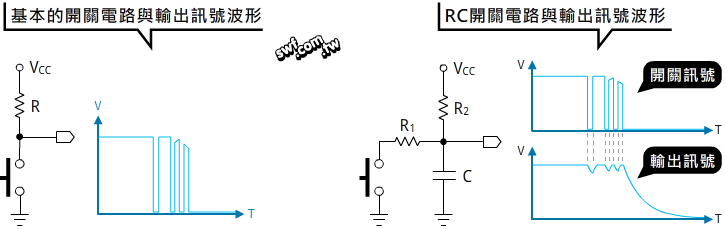 基本的開關電路與輸出訊號波形
VCC
R
V
T
swf.com.tw
RC開關電路與輸出訊號波形
VCC
R2
R1
C
V
開關訊號
T
V
輸出訊號
T